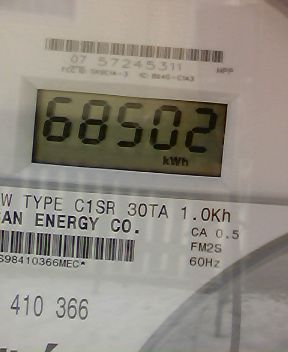 07 57245311
68502
kWh
W TYPE C1SR 30TA 1.0Kh
AN ENERGY CO.
CA 0.5
FM2S
60Hz
S98410366MEC*
410 366